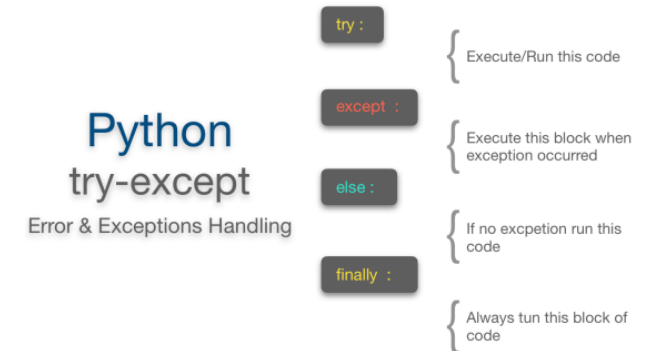 Python
try-except
Error & Exceptions Handling
try :
Execute/Run this code
except :
Execute this block when
exception occurred
else :
If no excpetion run this
code
finally :
Always tun this block of
code